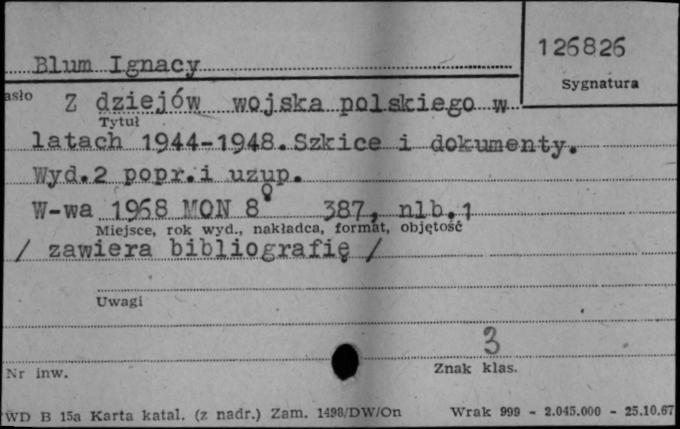 Blum Ignacy
126826
Sygnatura
asło Z dziejów wojska polskiego w
Tytuł
latach 1944-1948. Szkice i dokumenty.
Wyd.2 popr.i uzup.
W-wa 1968 MON 8° 387, nlb.1
Miejsce, rok wyd., nakładca, format, objętość
/ zawiera bibliografię /
Uwagi
3
Nr inw.
Znak klas.
WD B 15a Karta katal. (z nadr.) Zam. 1498/DW/On Wrak 999 - 2.045.000 - 25.10.67